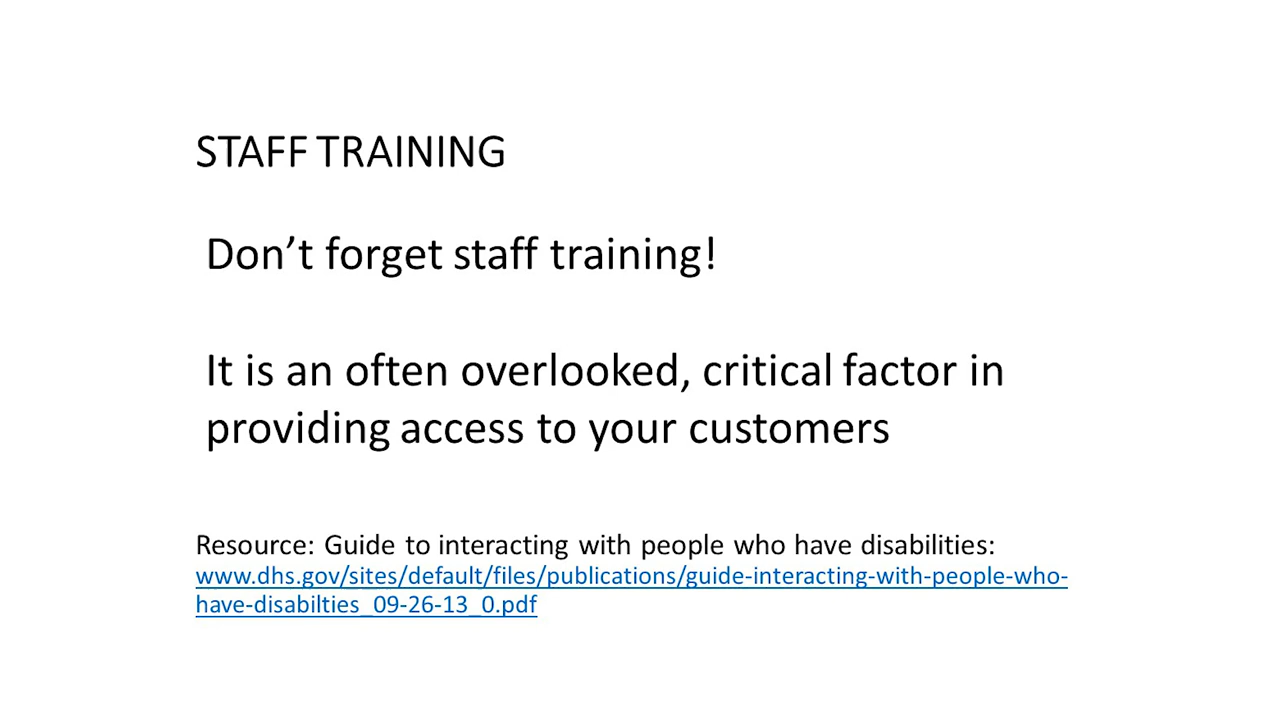 STAFF TRAINING
Don’t forget staff training!
It is an often overlooked, critical factor in
providing access to your customers
Resource: Guide to interacting with people who have disabilities:
www.dhs.gov/sites/default/files/publications/guide-interacting-with-people-who-
have-disabilties_09-26-13_0.pdf